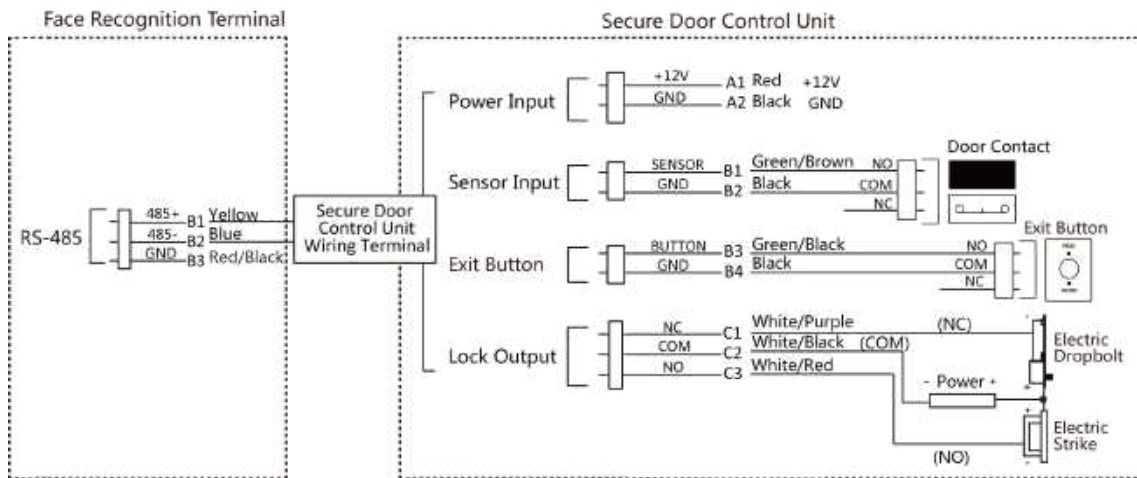 Face Recognition Terminal
Secure Door Control Unit
RS-485
485+ B1 Yellow
485- B2 Blue
GND B3 Red/Black
Secure Door
Control Unit
Wiring Terminal
Power Input
+12V A1 Red +12V
GND A2 Black GND
Sensor Input
SENSOR B1 Green/Brown NO
GND B2 Black COM
NC
Door Contact
Exit Button
BUTTON B3 Green/Black NO
GND B4 Black COM
NC
Exit Button
Lock Output
NC C1 White/Purple (NC)
COM C2 White/Black (COM)
NO C3 White/Red
- Power +
(NO)
-
Electric
Dropbolt
+
+
Electric
Strike
-